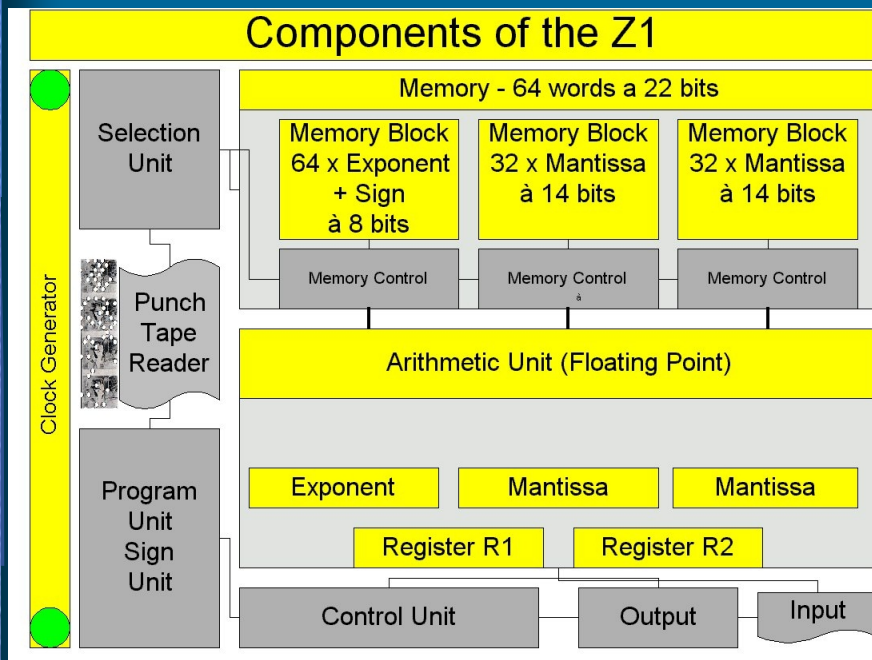 Components of the Z1
Clock Generator
Selection
Unit
Punch
Tape
Reader
Program
Unit
Sign
Unit
Memory - 64 words a 22 bits
Memory Block
64 x Exponent
+ Sign
à 8 bits
Memory Block
32 x Mantissa
à 14 bits
Memory Block
32 x Mantissa
à 14 bits
Memory Control
Memory Control
à
Memory Control
Arithmetic Unit (Floating Point)
Exponent
Mantissa
Mantissa
Register R1
Register R2
Control Unit
Output
Input